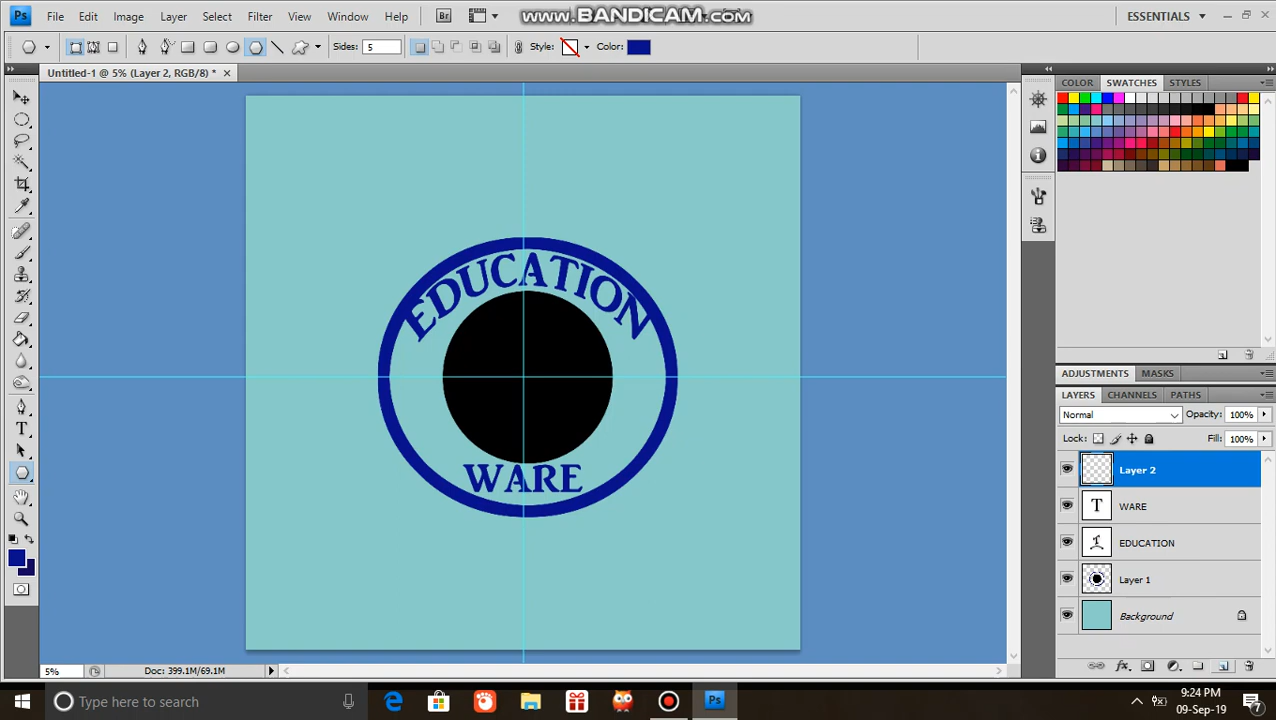 Ps File Edit Image Layer Select Filter View Window Help Br www.BANDICAM.com ESSENTIALS
Sides: 5 Style: Color:
Untitled-1 @ 5% (Layer 2, RGB/8) * x
COLOR SWATCHES STYLES
EDUCATION
WARE
ADJUSTMENTS MASKS
LAYERS CHANNELS PATHS
Normal Opacity: 100%
Lock: Fill: 100%
Layer 2
T WARE
EDUCATION
Layer 1
Background
5% Doc: 399.1M/69.1M
Type here to search
9:24 PM
09-Sep-19
7